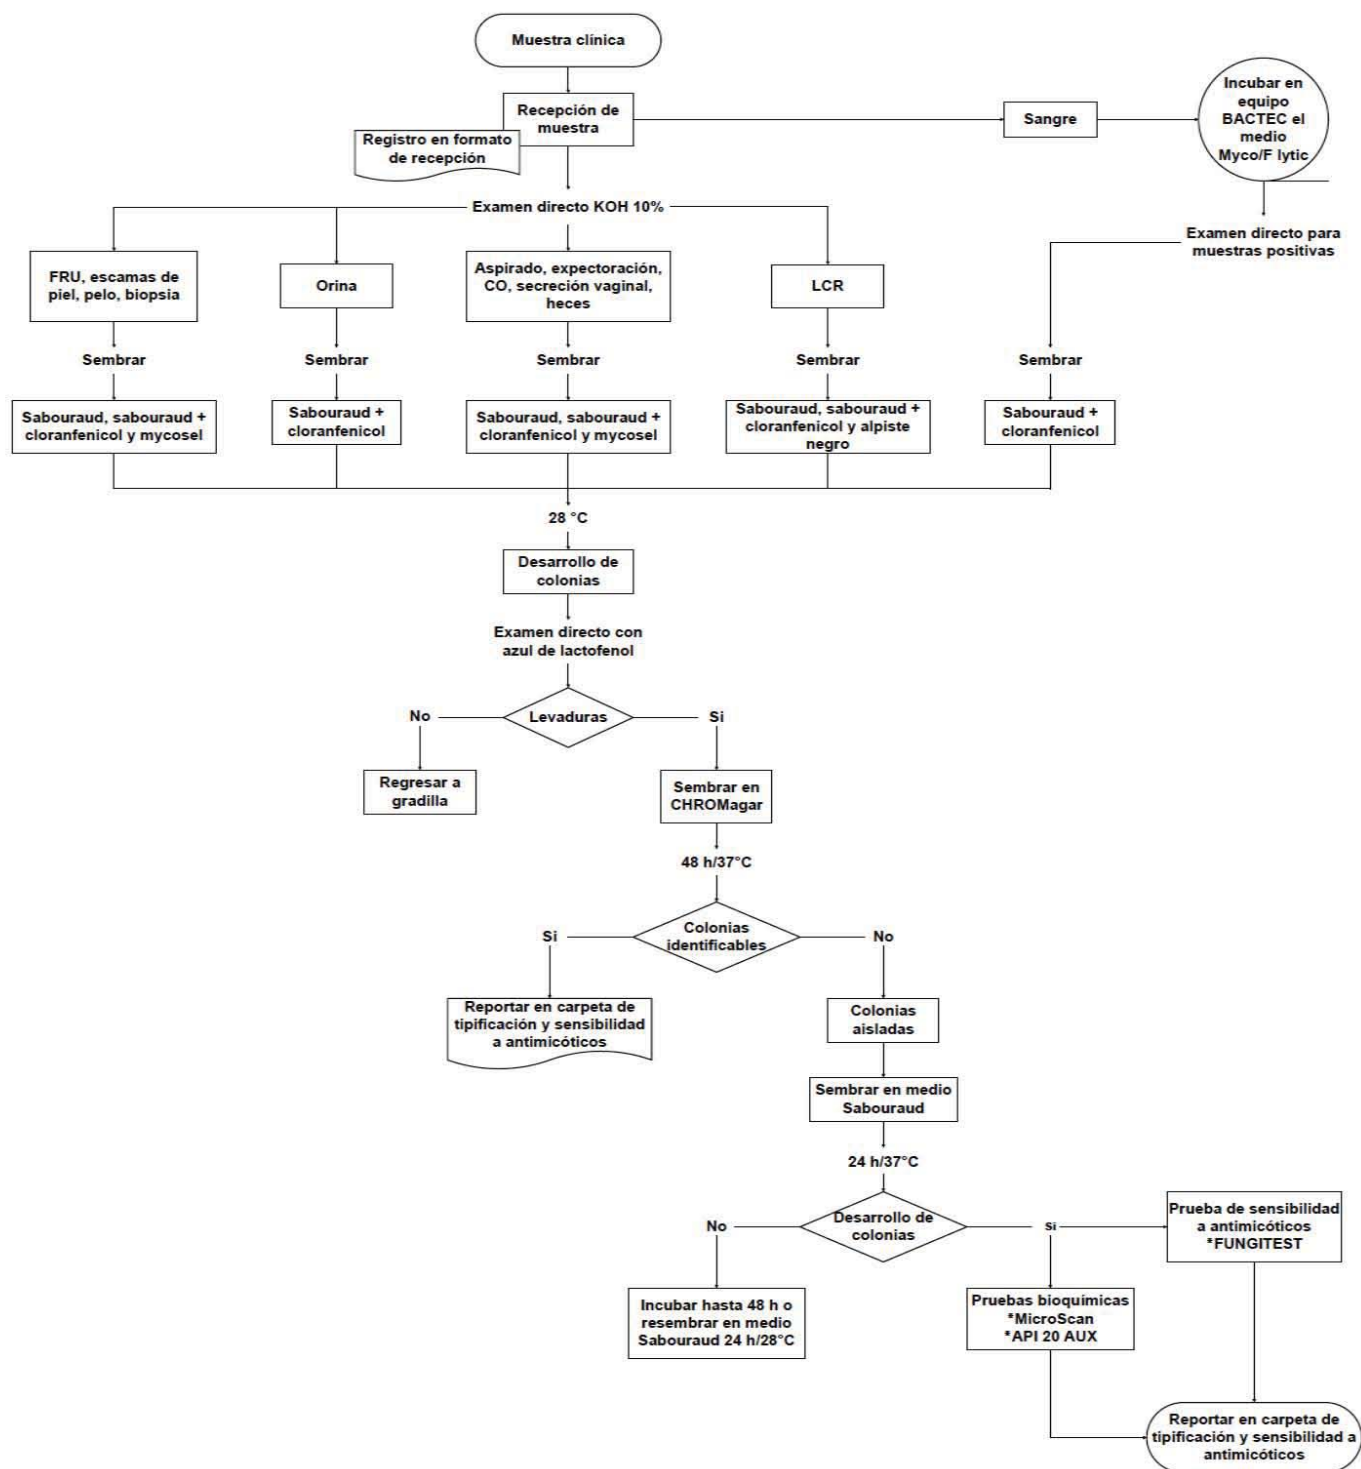 Muestra clínica
Recepción de
muestra
Registro en formato
de recepción
Sangre
Incubar en
equipo
BACTEC el
medio
Myco/F lytic
Examen directo KOH 10%
Examen directo para
muestras positivas
FRU, escamas de
piel, pelo, biopsia
Orina
Aspirado, expectoración,
CO, secreción vaginal,
heces
LCR
Sembrar
Sembrar
Sembrar
Sembrar
Sembrar
Sabouraud, sabouraud +
cloranfenicol y mycosel
Sabouraud +
cloranfenicol
Sabouraud, sabouraud +
cloranfenicol y mycosel
Sabouraud, sabouraud +
cloranfenicol y alpiste
negro
Sabouraud +
cloranfenicol
28 °C
Desarrollo de
colonias
Examen directo con
azul de lactofenol
No
Levaduras
Si
Regresar a
gradilla
Sembrar en
CHROMagar
48 h/37°C
Si
Colonias
identificables
No
Reportar en carpeta de
tipificación y sensibilidad
a antimicóticos
Colonias
aisladas
Sembrar en medio
Sabouraud
24 h/37°C
No
Desarrollo de
colonias
Si
Prueba de sensibilidad
a antimicóticos
*FUNGITEST
Incubar hasta 48 h o
resembrar en medio
Sabouraud 24 h/28°C
Pruebas bioquímicas
*MicroScan
*API 20 AUX
Reportar en carpeta de
tipificación y sensibilidad a
antimicóticos